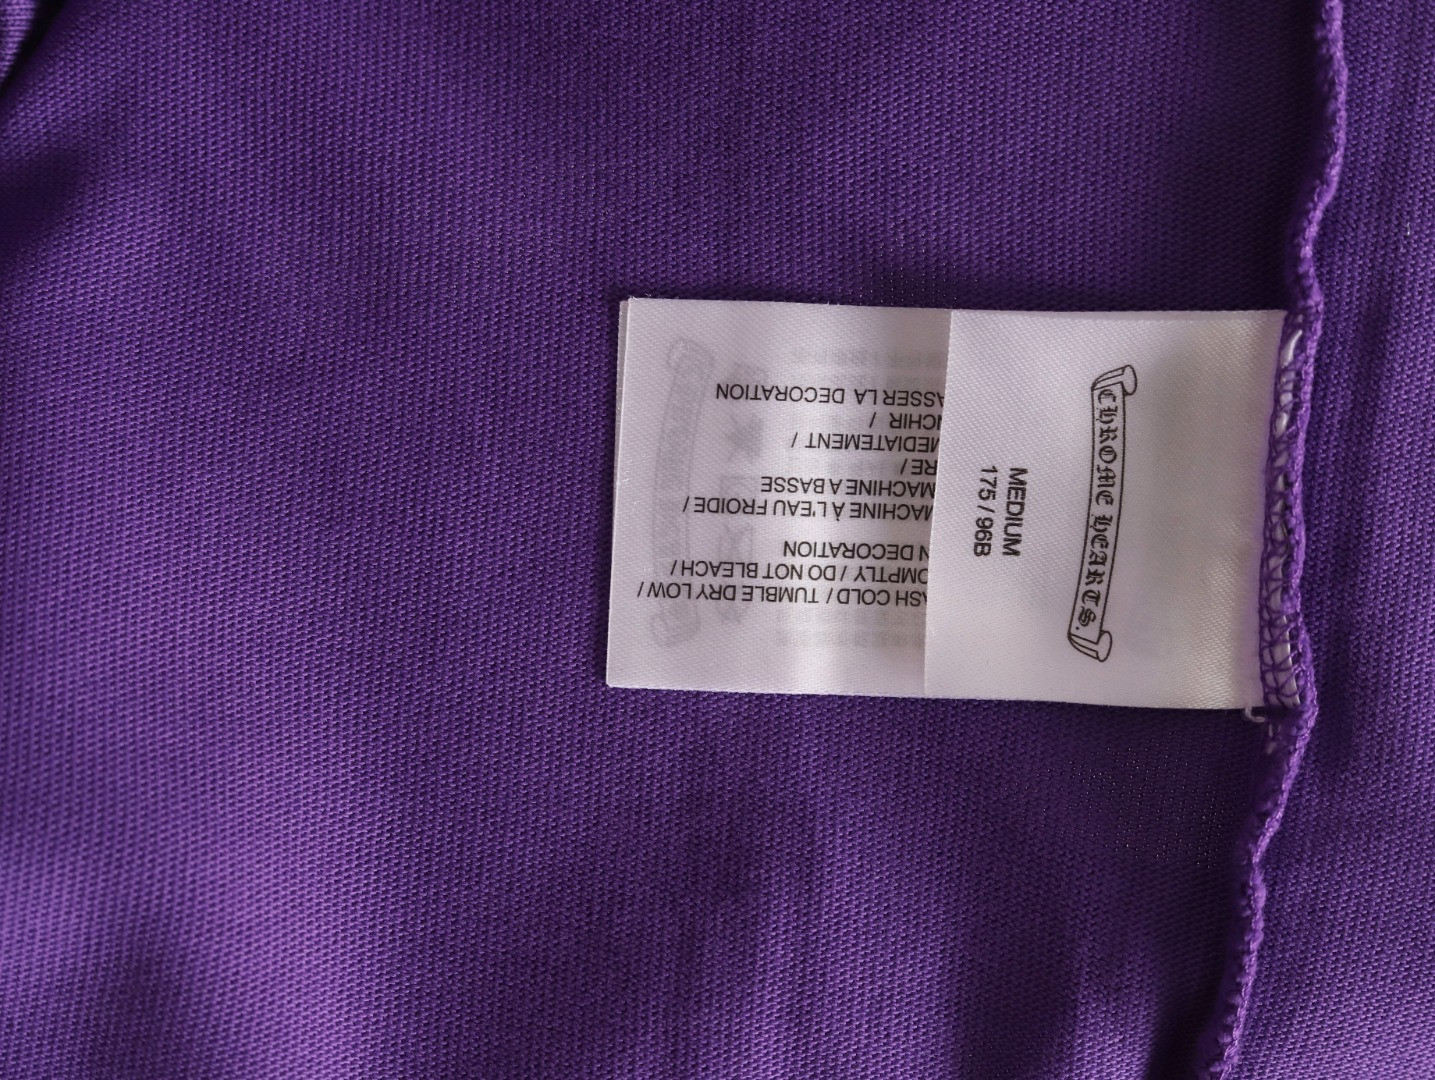 CHROME HEARTS.
MEDIUM
175 / 96B
ASH COLD / TUMBLE DRY LOW /
OMPTLY / DO NOT BLEACH /
N DECORATION
MACHINE À L'EAU FROIDE /
MACHINE A BASSE
RE /
MEDIATEMENT /
NCHIR /
ASSER LA DECORATION